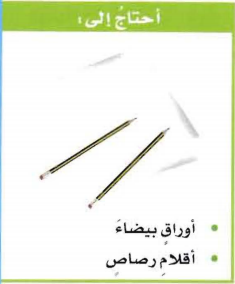 أحتاجُ إلى:
• أوراقٍ بيضاءَ
• أقلامِ رصاصٍ